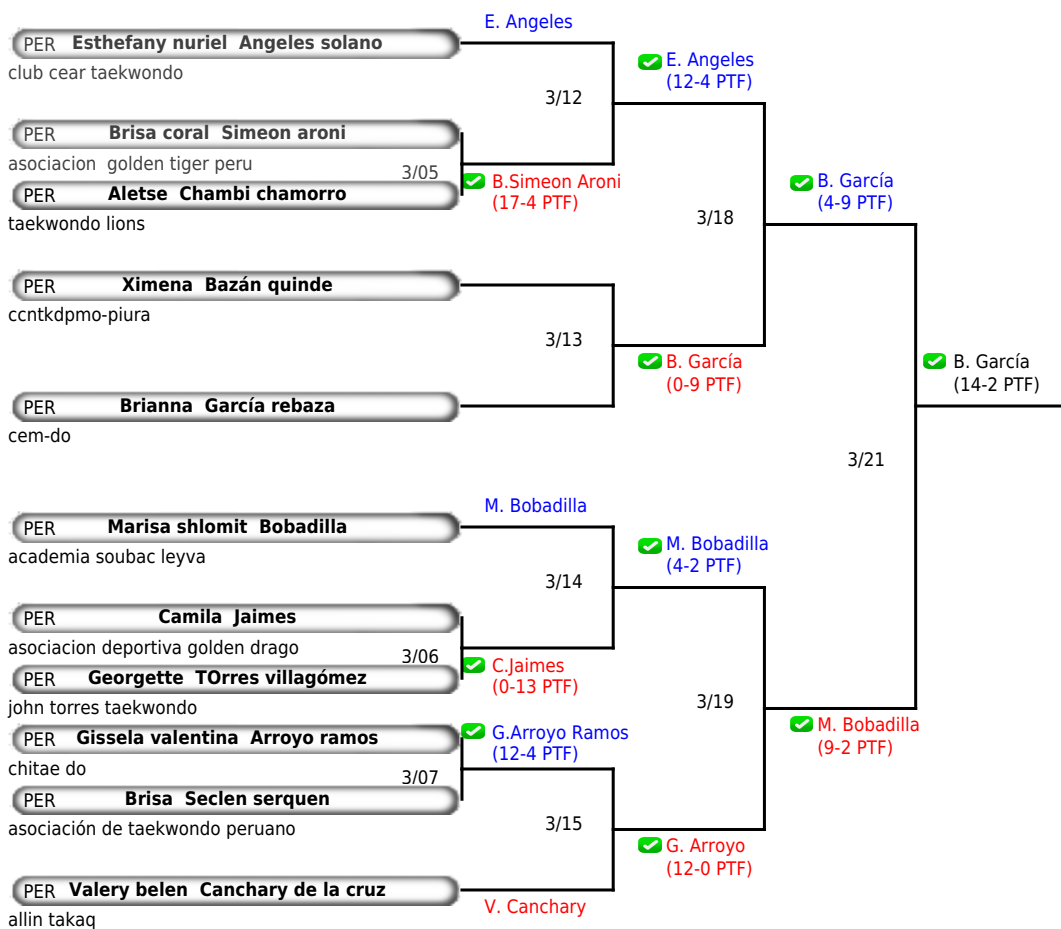 E. Angeles
PER Esthefany nuriel Angeles solano
club cear taekwondo
E. Angeles
(12-4 PTF)
3/12
PER Brisa coral Simeon aroni
asociacion golden tiger peru
3/05
PER Aletse Chambi chamorro
taekwondo lions
B.Simeon Aroni
(17-4 PTF)
B. García
(4-9 PTF)
3/18
PER Ximena Bazán quinde
ccntkdpmo-piura
3/13
B. García
(0-9 PTF)
B. García
(14-2 PTF)
PER Brianna García rebaza
cem-do
3/21
M. Bobadilla
PER Marisa shlomit Bobadilla
academia soubac leyva
M. Bobadilla
(4-2 PTF)
3/14
PER Camila Jaimes
asociacion deportiva golden drago
3/06
PER Georgette TOrres villagómez
john torres taekwondo
C.Jaimes
(0-13 PTF)
3/19
PER Gissela valentina Arroyo ramos
chitae do
G.Arroyo Ramos
(12-4 PTF)
M. Bobadilla
(9-2 PTF)
3/07
PER Brisa Seclen serquen
asociación de taekwondo peruano
3/15
G. Arroyo
(12-0 PTF)
PER Valery belen Canchary de la cruz
allin takaq
V. Canchary